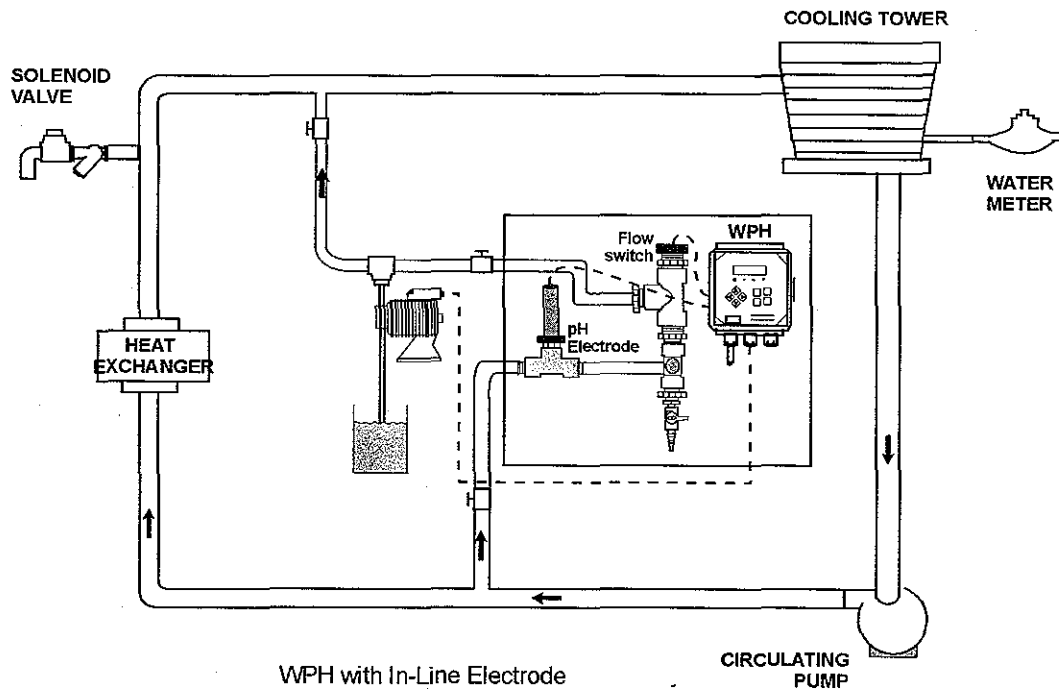 COOLING TOWER
SOLENOID
VALVE
WATER
METER
Flow
switch
WPH
pH
Electrode
HEAT
EXCHANGER
WPH with In-Line Electrode
CIRCULATING
PUMP